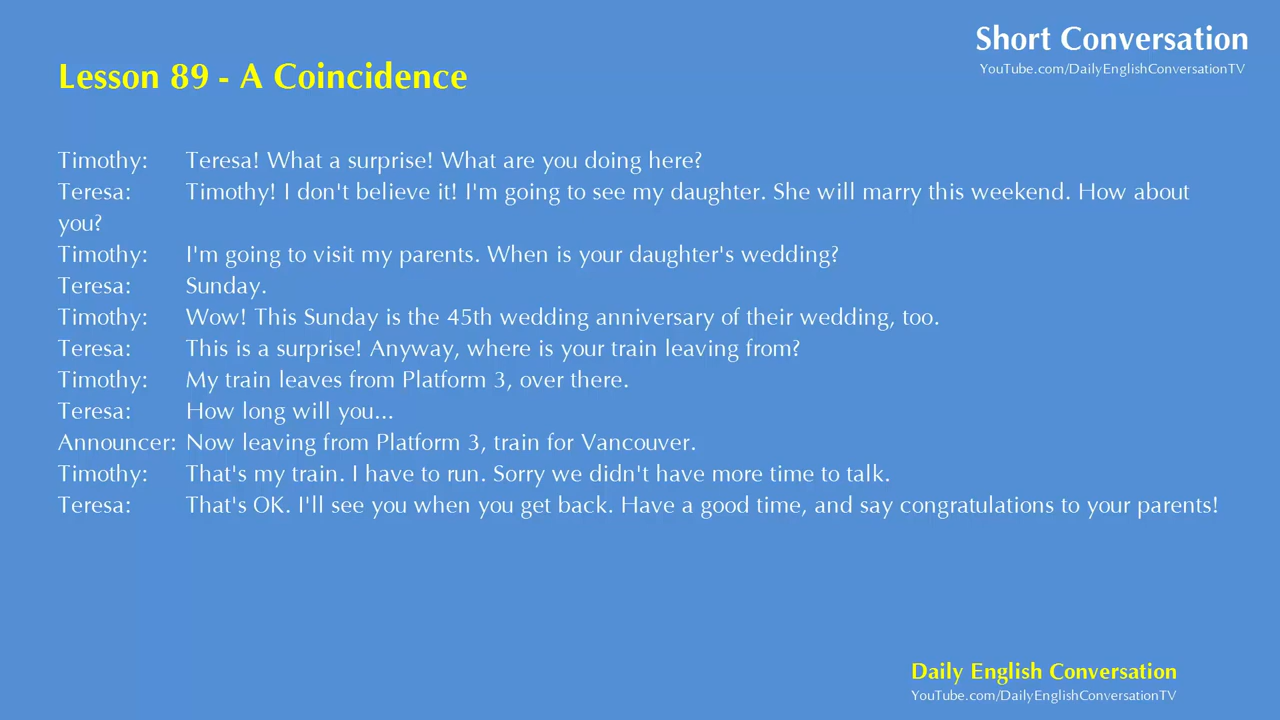 Short Conversation
YouTube.com/DailyEnglishConversationTV
Lesson 89 - A Coincidence
Timothy: Teresa! What a surprise! What are you doing here?
Teresa: Timothy! I don't believe it! I'm going to see my daughter. She will marry this weekend. How about
you?
Timothy: I'm going to visit my parents. When is your daughter's wedding?
Teresa: Sunday.
Timothy: Wow! This Sunday is the 45th wedding anniversary of their wedding, too.
Teresa: This is a surprise! Anyway, where is your train leaving from?
Timothy: My train leaves from Platform 3, over there.
Teresa: How long will you...
Announcer: Now leaving from Platform 3, train for Vancouver.
Timothy: That's my train. I have to run. Sorry we didn't have more time to talk.
Teresa: That's OK. I'll see you when you get back. Have a good time, and say congratulations to your parents!
Daily English Conversation
YouTube.com/DailyEnglishConversationTV